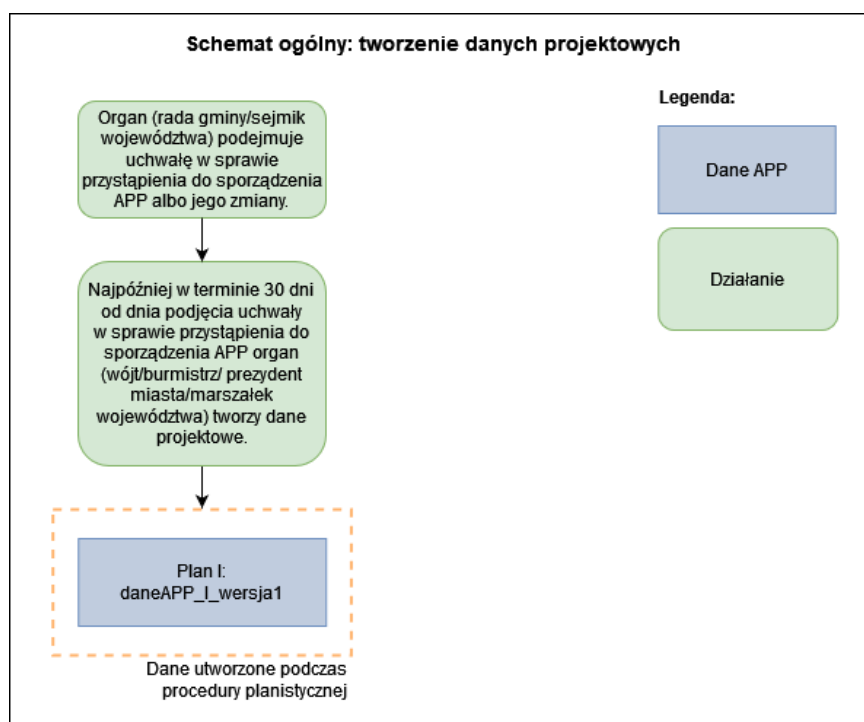 Schemat ogólny: tworzenie danych projektowych
Organ (rada gminy/sejmik
województwa) podejmuje
uchwałę w sprawie
przystąpienia do sporządzenia
APP albo jego zmiany.
Najpóźniej w terminie 30 dni
od dnia podjęcia uchwały
w sprawie przystąpienia do
sporządzenia APP organ
(wójt/burmistrz/ prezydent
miasta/marszałek
województwa) tworzy dane
projektowe.
Plan I:
daneAPP_I_wersja1
Dane utworzone podczas
procedury planistycznej
Legenda:
Dane APP
Działanie